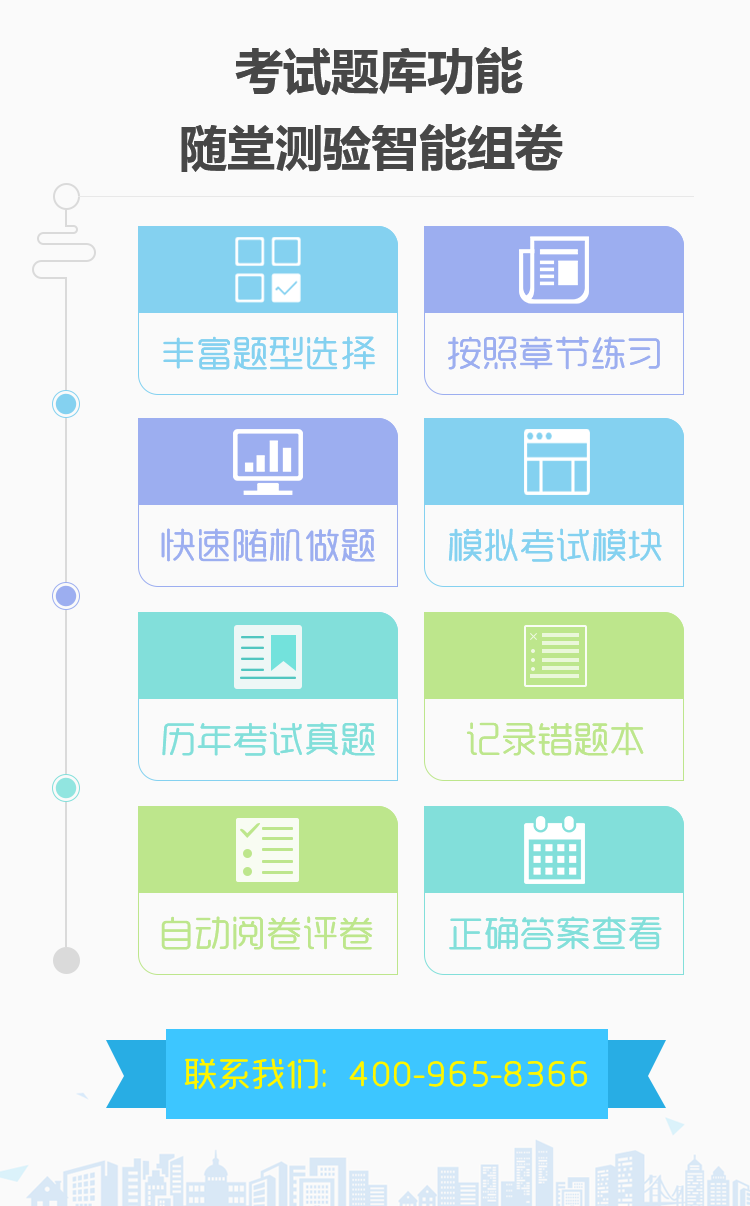 考试题库功能
随堂测验智能组卷
丰富题型选择
按照章节练习
快速随机做题
模拟考试模块
历年考试真题
记录错题本
自动阅卷评卷
正确答案查看
联系我们: 400-965-8366